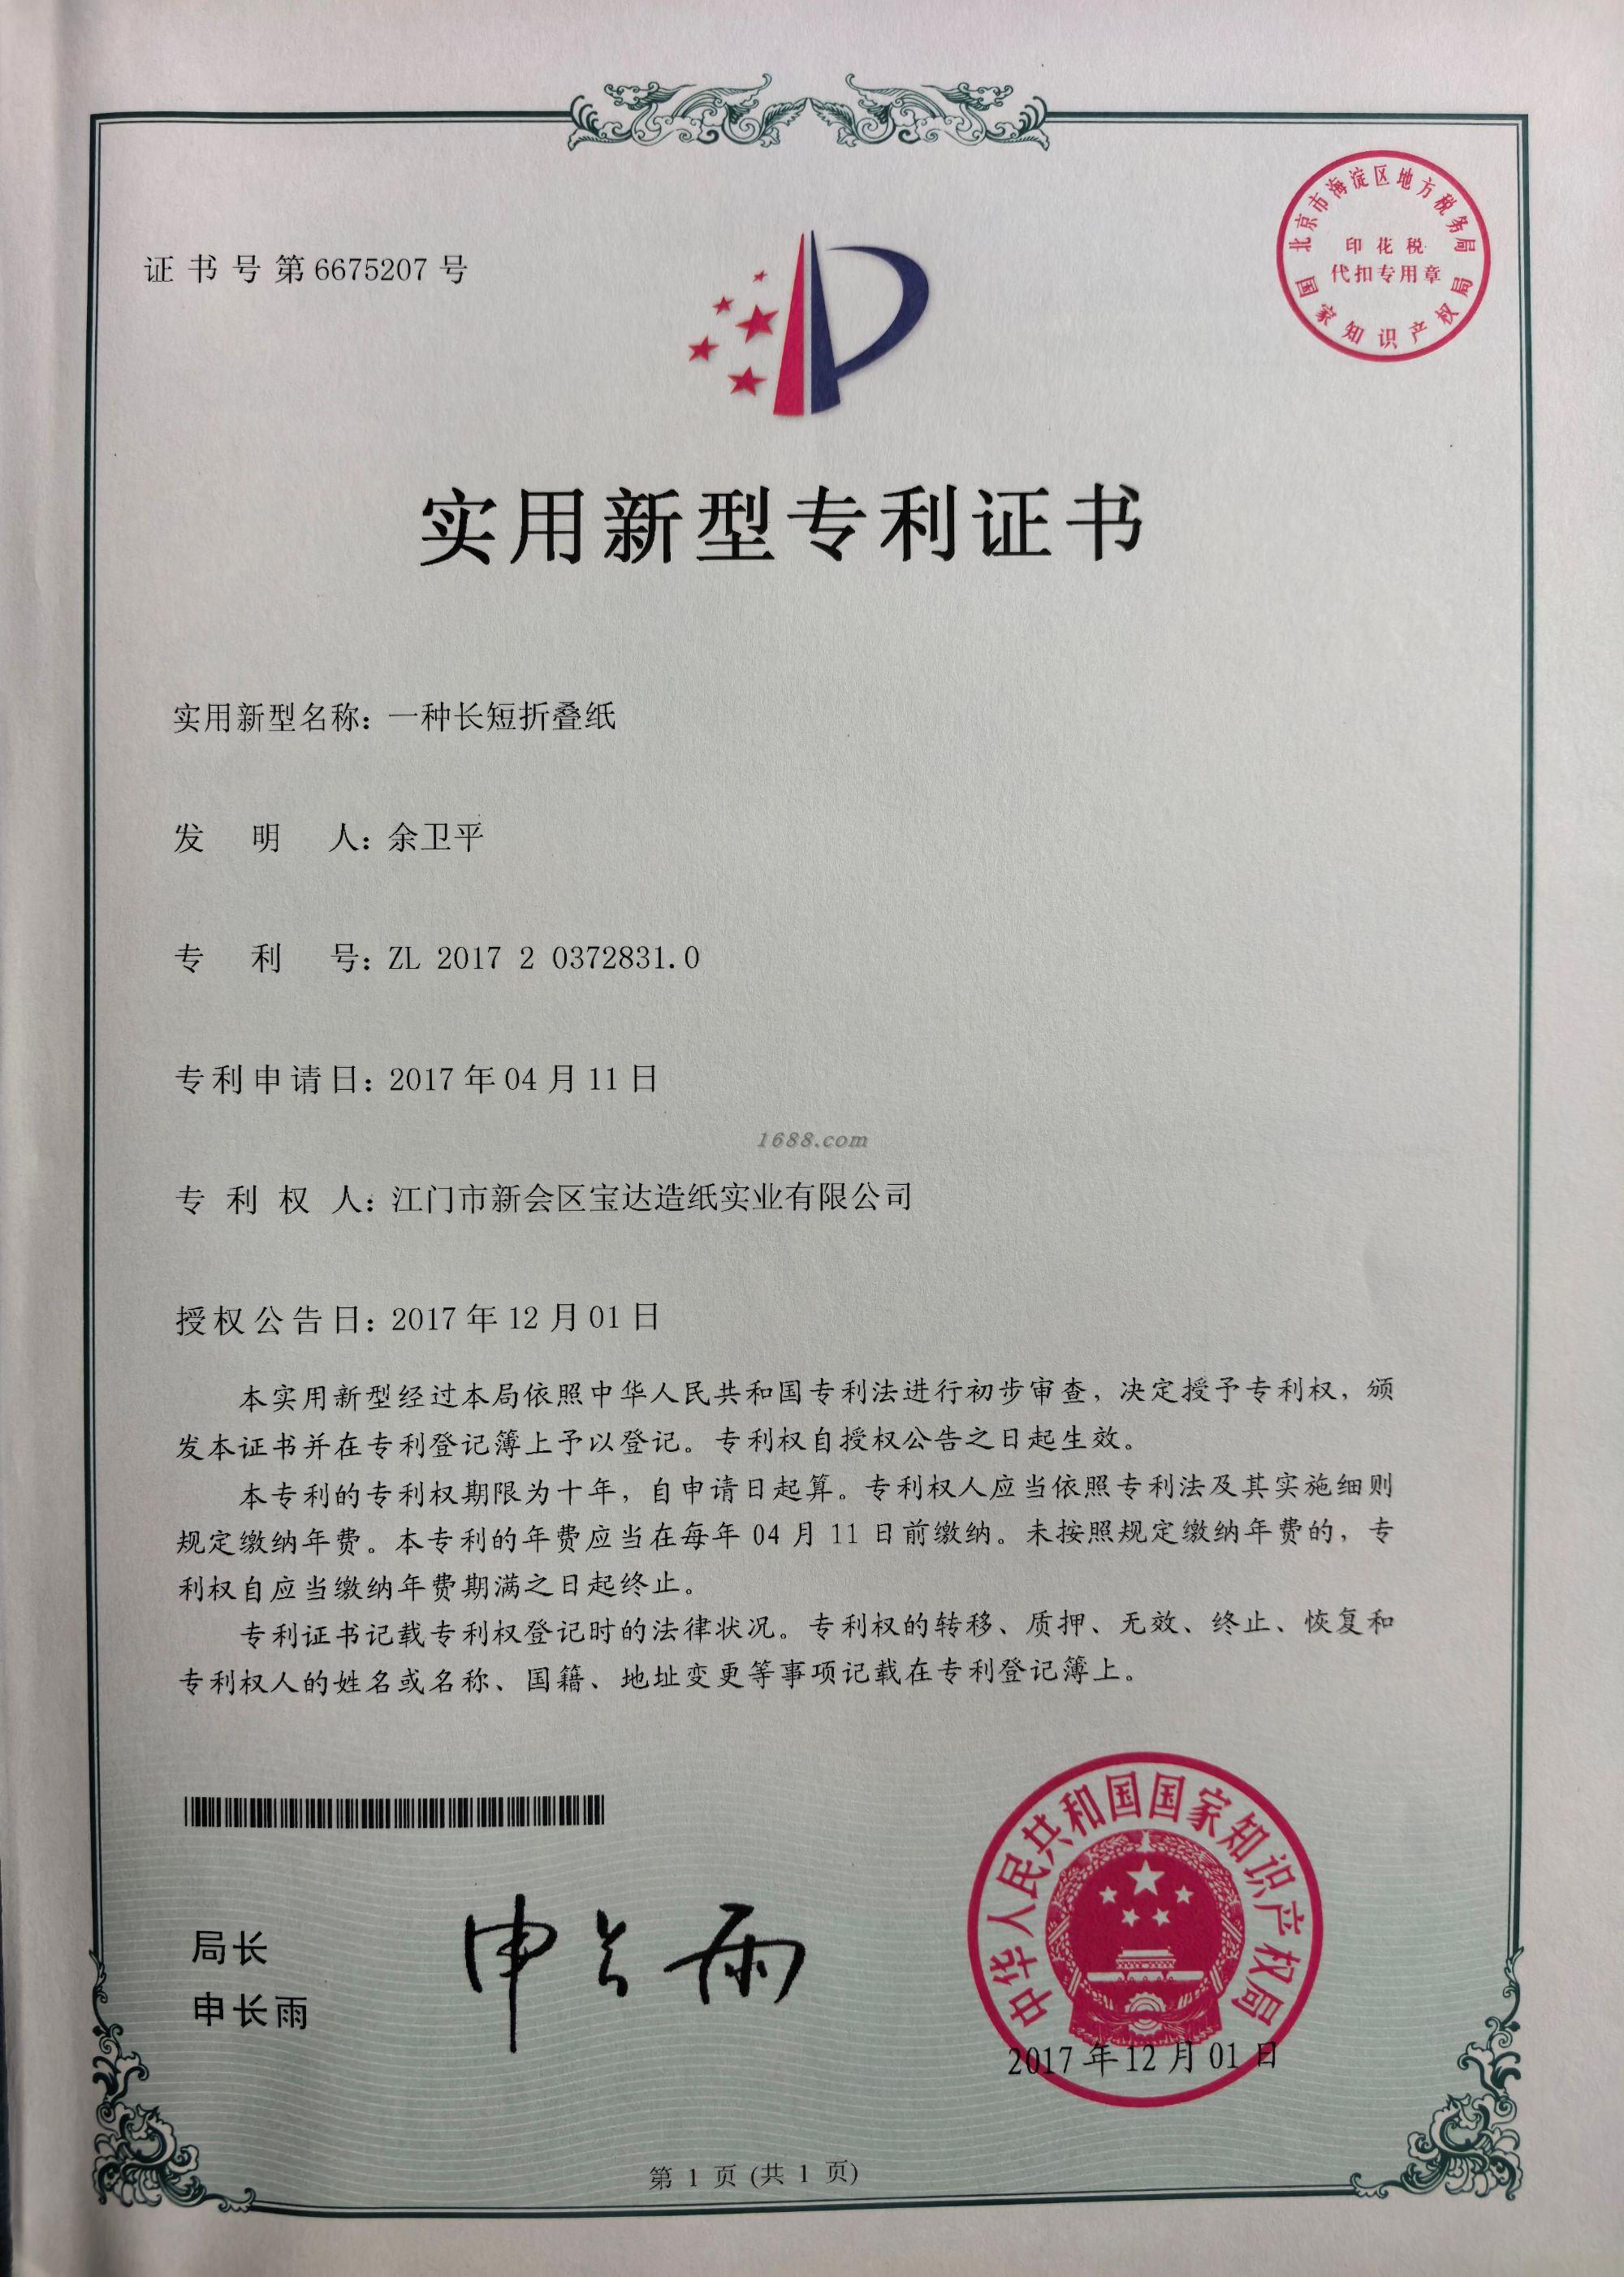 证书号第6675207号
北京市海淀区地方税务局
印花税
代扣专用章
国家知识产权局
实用新型专利证书
实用新型名称：一种长短折叠纸
发明人：余卫平
专利号：ZL 2017 2 0372831.0
专利申请日：2017年04月11日
1688.com
专利权人：江门市新会区宝达造纸实业有限公司
授权公告日：2017年12月01日
本实用新型经过本局依照中华人民共和国专利法进行初步审查，决定授予专利权，颁
发本证书并在专利登记簿上予以登记。专利权自授权公告之日起生效。
本专利的专利权期限为十年，自申请日起算。专利权人应当依照专利法及其实施细则
规定缴纳年费。本专利的年费应当在每年04月11日前缴纳。未按照规定缴纳年费的，专
利权自应当缴纳年费期满之日起终止。
专利证书记载专利权登记时的法律状况。专利权的转移、质押、无效、终止、恢复和
专利权人的姓名或名称、国籍、地址变更等事项记载在专利登记簿上。
局长
申长雨
申长雨
中华人民共和国国家知识产权局
2017年12月01日
第 1 页 (共 1 页)